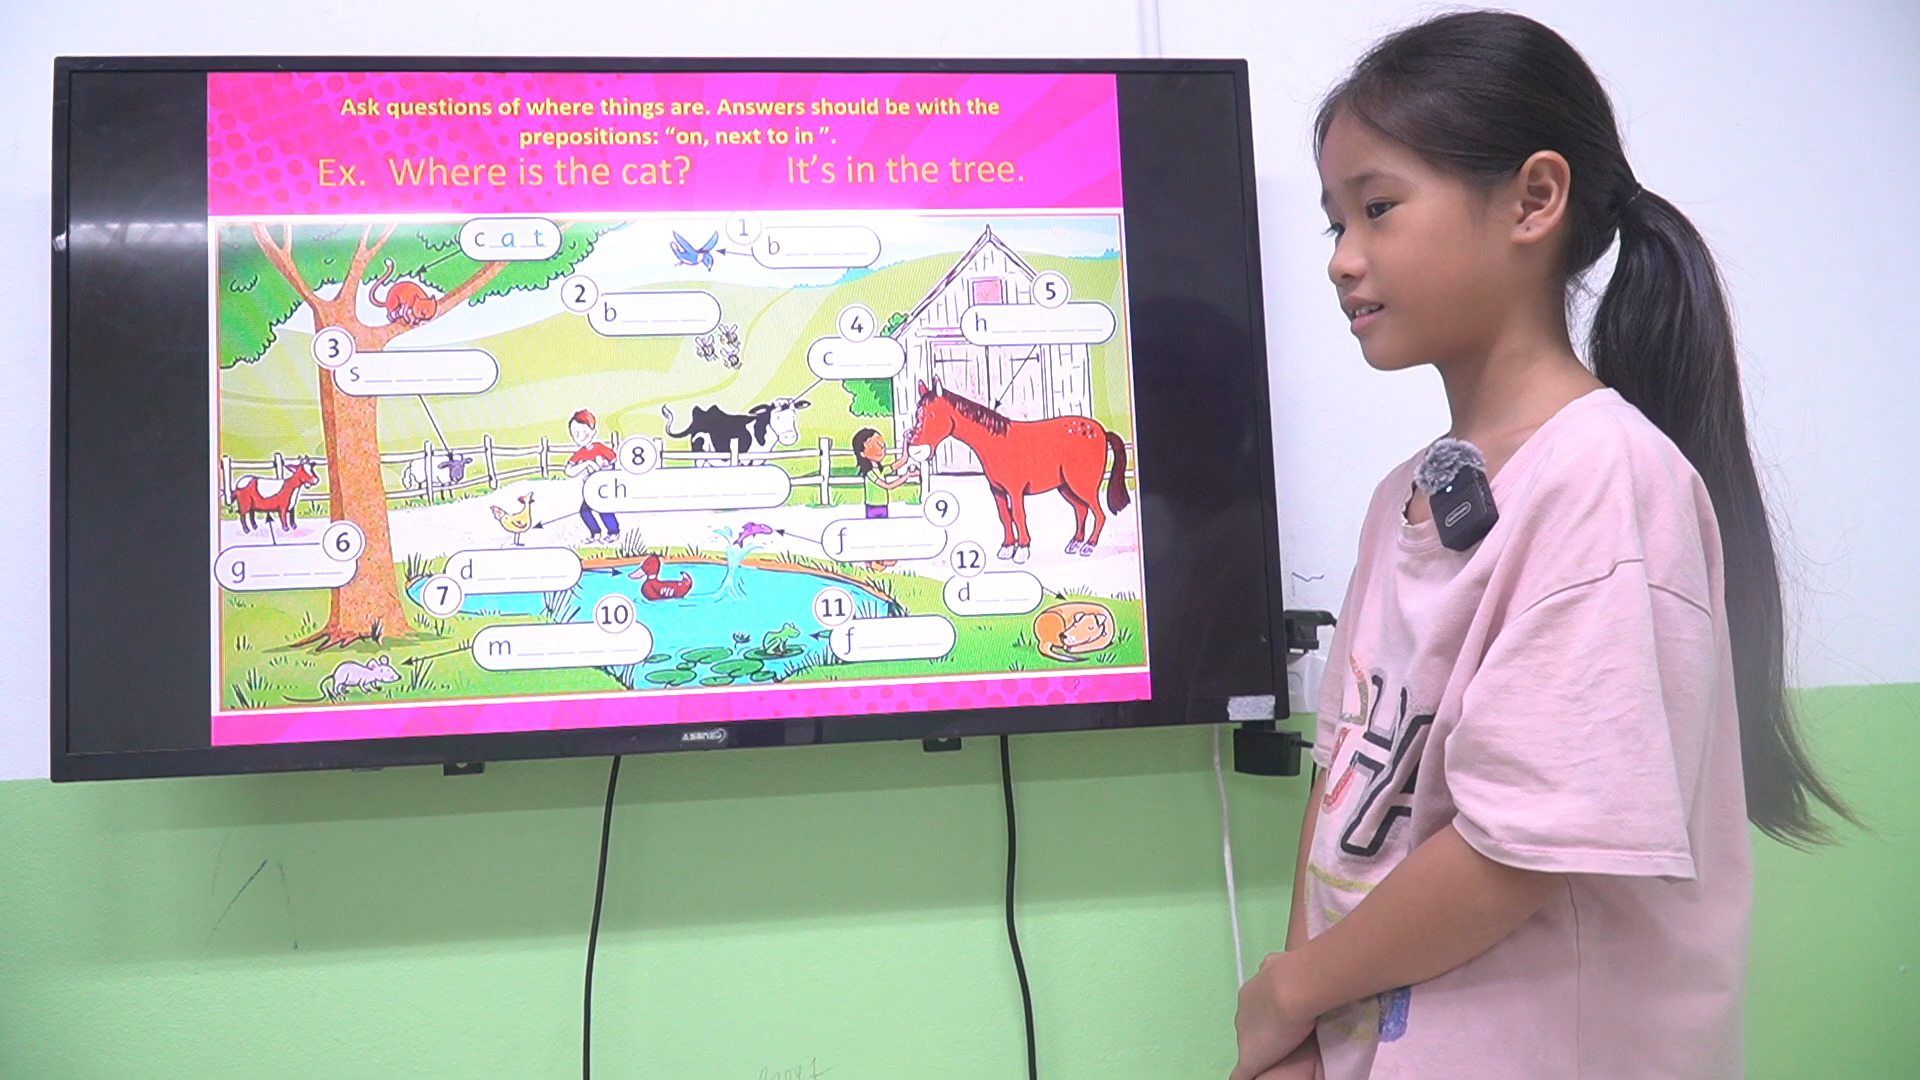 Ask questions of where things are. Answers should be with the
prepositions: “on, next to in ”.
Ex. Where is the cat? It’s in the tree.
c a t
1
b _ _ _ _
2
b _ _ _ _
3
s _ _ _ _ _
4
c _ _ _
5
h _ _ _ _ _
6
g _ _ _ _
7
d _ _ _ _
8
ch _ _ _ _ _
9
f _ _ _ _
10
m _ _ _ _ _
11
f _ _ _ _
12
d _ _ _
2
ASANZO